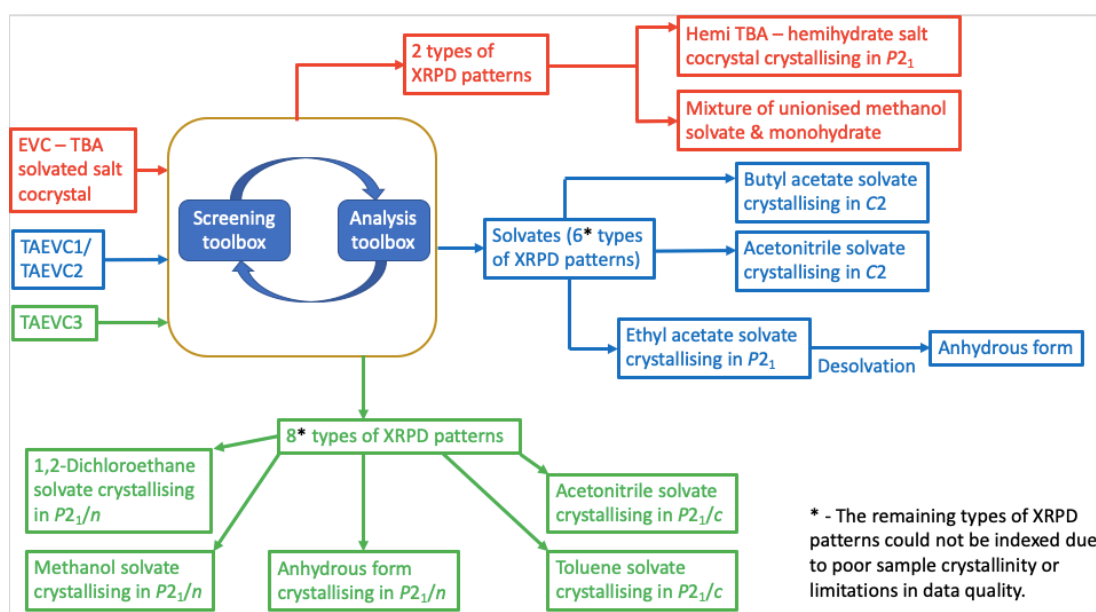 2 types of
XRPD patterns
Hemi TBA – hemihydrate salt
cocrystal crystallising in P2₁
Mixture of unionised methanol
solvate & monohydrate
EVC – TBA
solvated salt
cocrystal
TAEVC1/
TAEVC2
TAEVC3
Screening
toolbox
Analysis
toolbox
Solvates (6* types
of XRPD patterns)
Butyl acetate solvate
crystallising in C2
Acetonitrile solvate
crystallising in C2
Ethyl acetate solvate
crystallising in P2₁
Desolvation
Anhydrous form
8* types of XRPD patterns
1,2-Dichloroethane
solvate crystallising
in P2₁/n
Methanol solvate
crystallising in P2₁/n
Anhydrous form
crystallising in P2₁/n
Acetonitrile solvate
crystallising in P2₁/c
Toluene solvate
crystallising in P2₁/c
* - The remaining types of XRPD
patterns could not be indexed due
to poor sample crystallinity or
limitations in data quality.